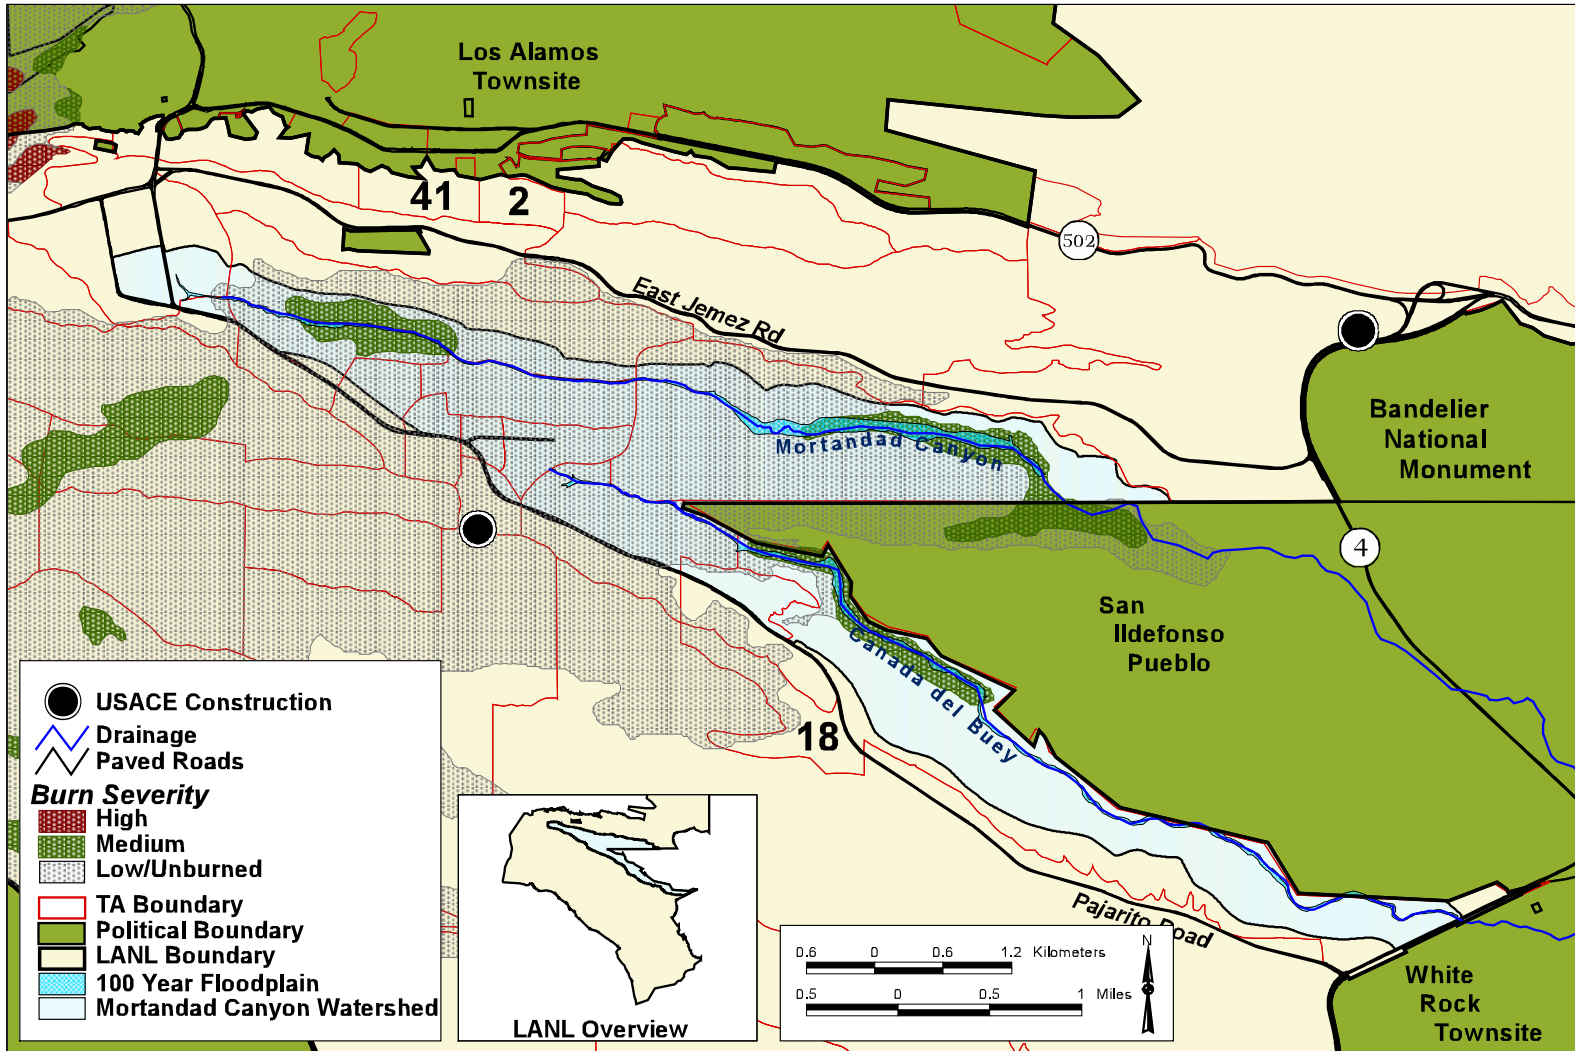 Los Alamos
Townsite
41
2
502
East Jemez Rd
Bandelier
National
Monument
Mortandad Canyon
4
San
Ildefonso
Pueblo
Canada del Buey
18
USACE Construction
Drainage
Paved Roads
Burn Severity
High
Medium
Low/Unburned
TA Boundary
Political Boundary
LANL Boundary
100 Year Floodplain
Mortandad Canyon Watershed
LANL Overview
Pajarito Road
0.6 0 0.6 1.2 Kilometers
0.5 0 0.5 1 Miles
N
White
Rock
Townsite